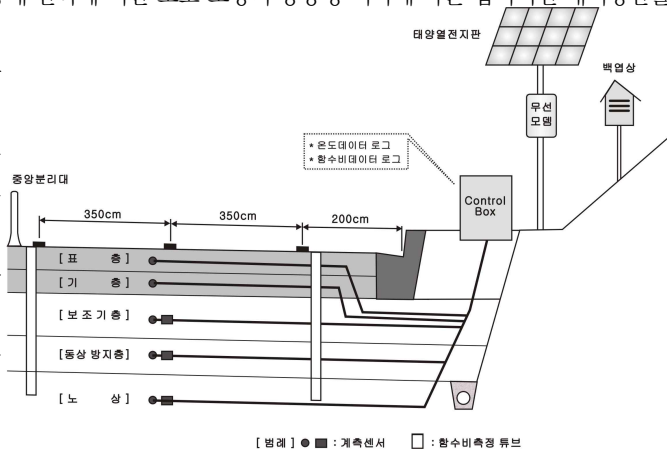 태양열전지판
백엽상
무선
모뎀
* 온도데이터 로그
* 함수비데이터 로그
중앙분리대
350cm 350cm 200cm
Control
Box
[ 표 층 ]
[ 기 층 ]
[ 보 조 기 층 ]
[동상 방지층]
[ 노 상 ]
[ 범례 ] : 계측센서 : 함수비측정 튜브